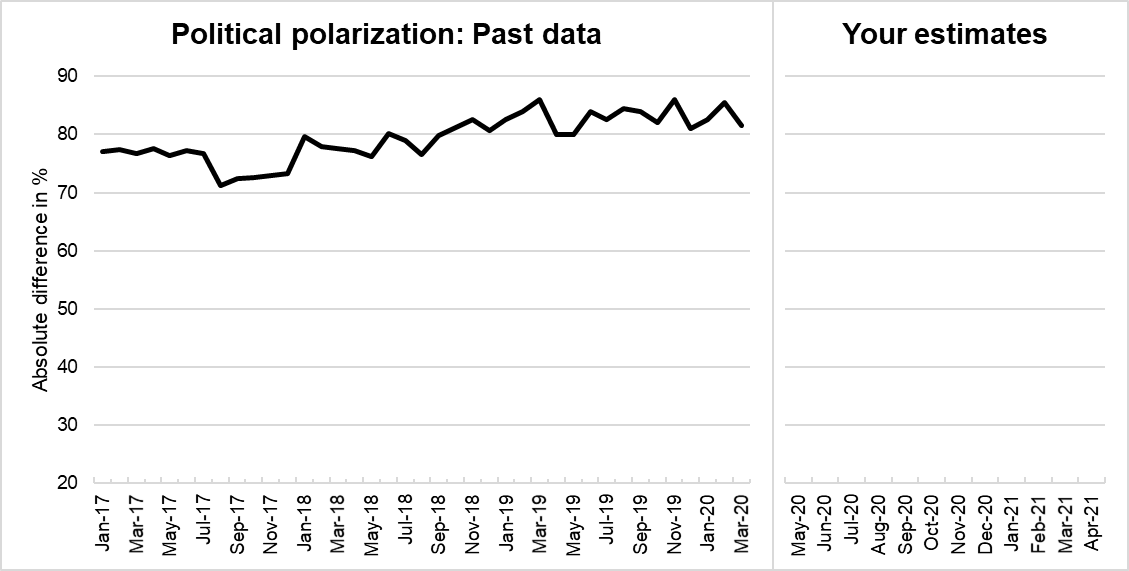 Political polarization: Past data
Your estimates
Absolute difference in %
90
80
70
60
50
40
30
20
Jan-17
Mar-17
May-17
Jul-17
Sep-17
Nov-17
Jan-18
Mar-18
May-18
Jul-18
Sep-18
Nov-18
Jan-19
Mar-19
May-19
Jul-19
Sep-19
Nov-19
Jan-20
Mar-20
May-20
Jun-20
Jul-20
Aug-20
Sep-20
Oct-20
Nov-20
Dec-20
Jan-21
Feb-21
Mar-21
Apr-21